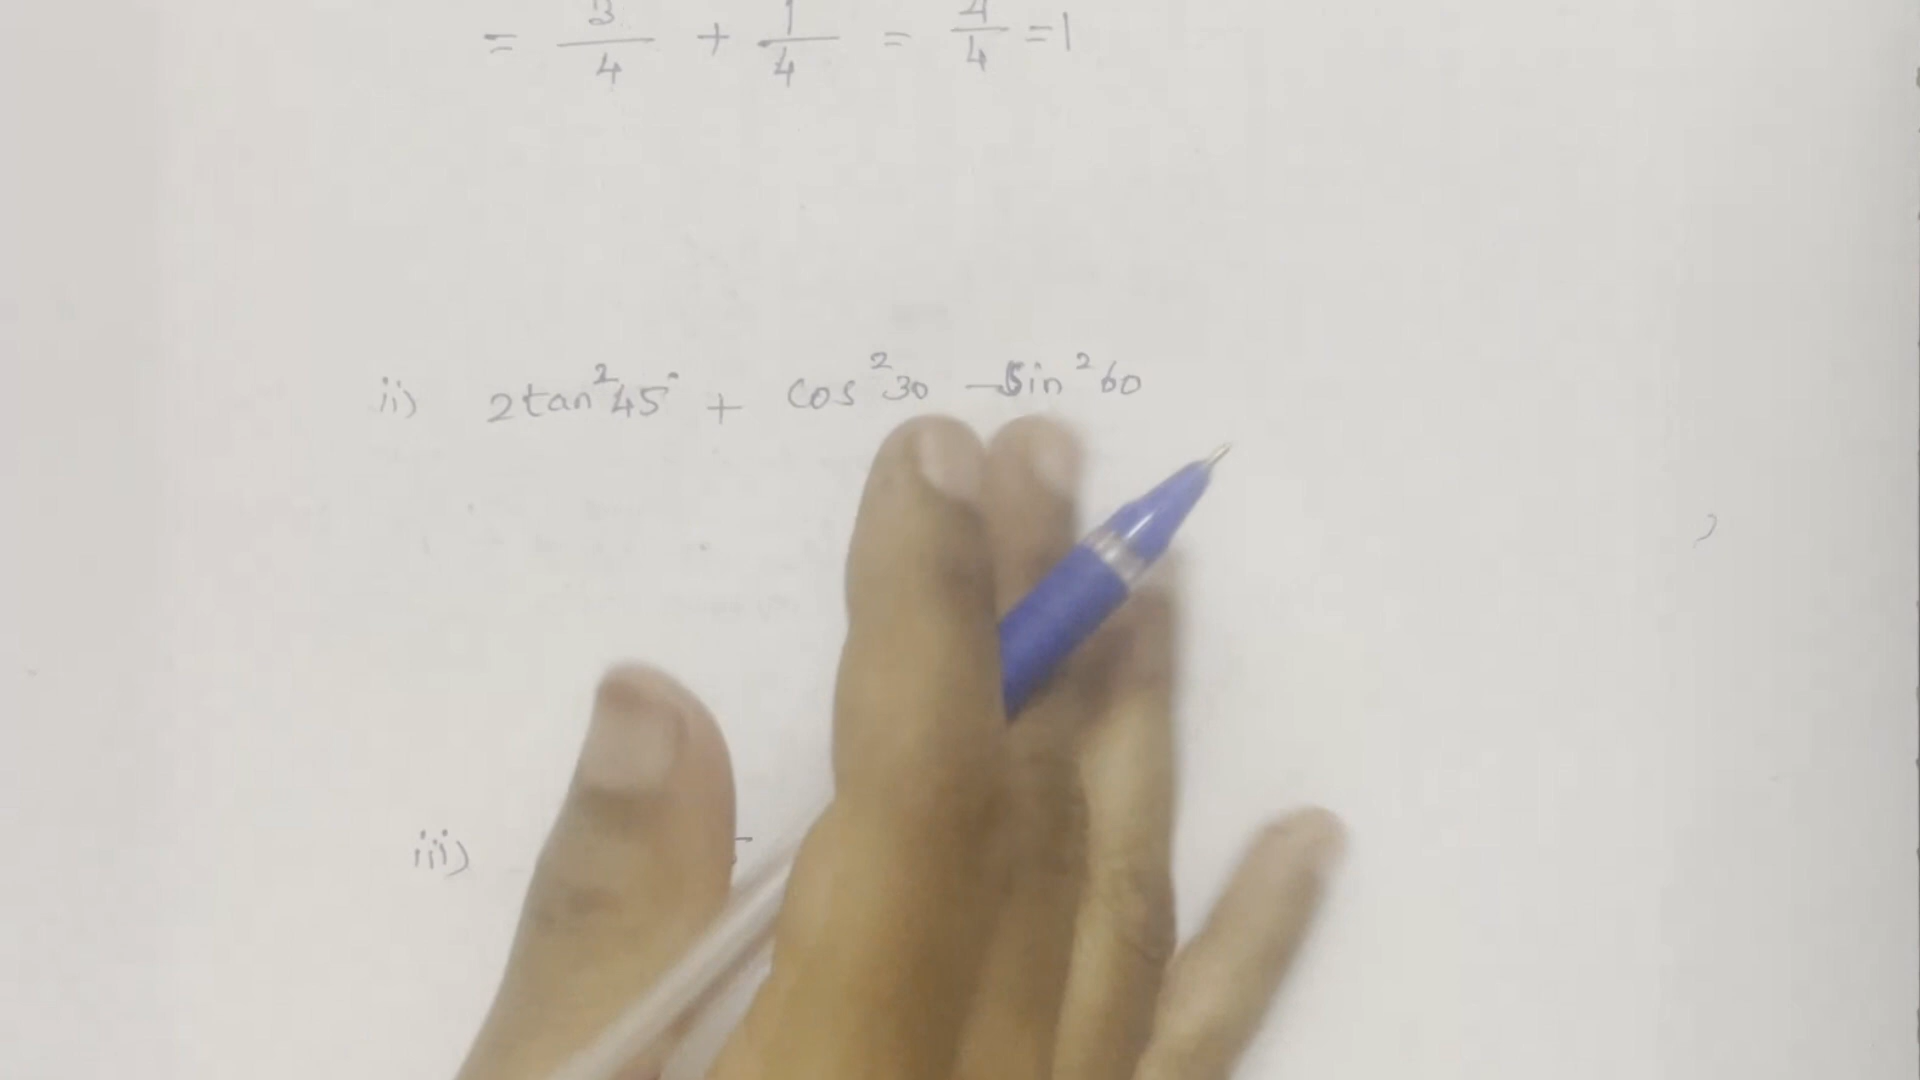 = 3/4 + 1/4 = 4/4 = 1
ii) 2tan²45° + cos²30 - Sin²60
iii)